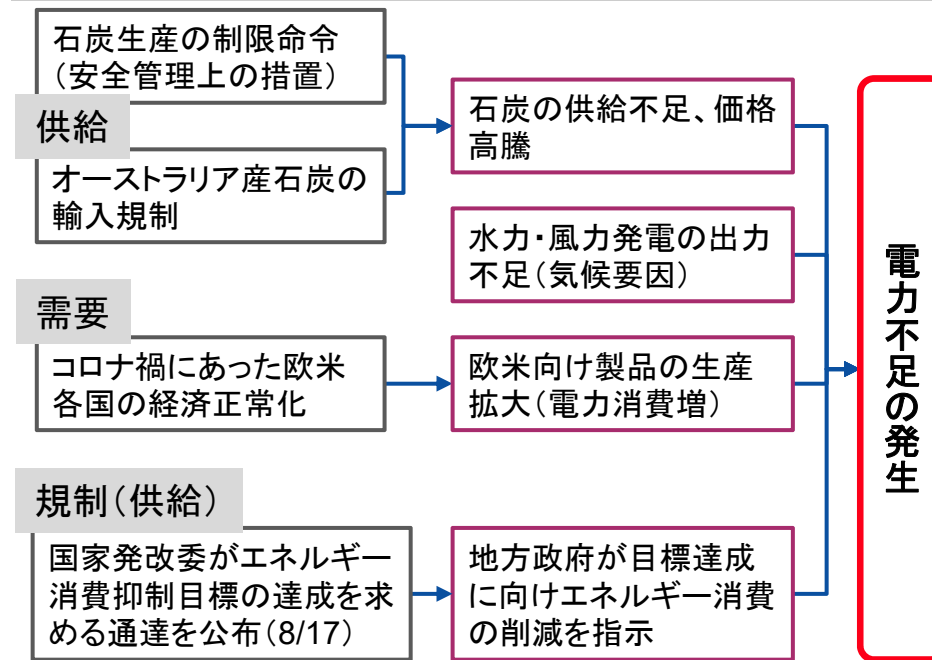 石炭生産の制限命令
（安全管理上の措置）
供給
オーストラリア産石炭の
輸入規制
石炭の供給不足、価格
高騰
水力・風力発電の出力
不足（気候要因）
需要
コロナ禍にあった欧米
各国の経済正常化
欧米向け製品の生産
拡大（電力消費増）
規制（供給）
国家発改委がエネルギー
消費抑制目標の達成を求
める通達を公布（8/17）
地方政府が目標達成
に向けエネルギー消費
の削減を指示
電力不足の発生